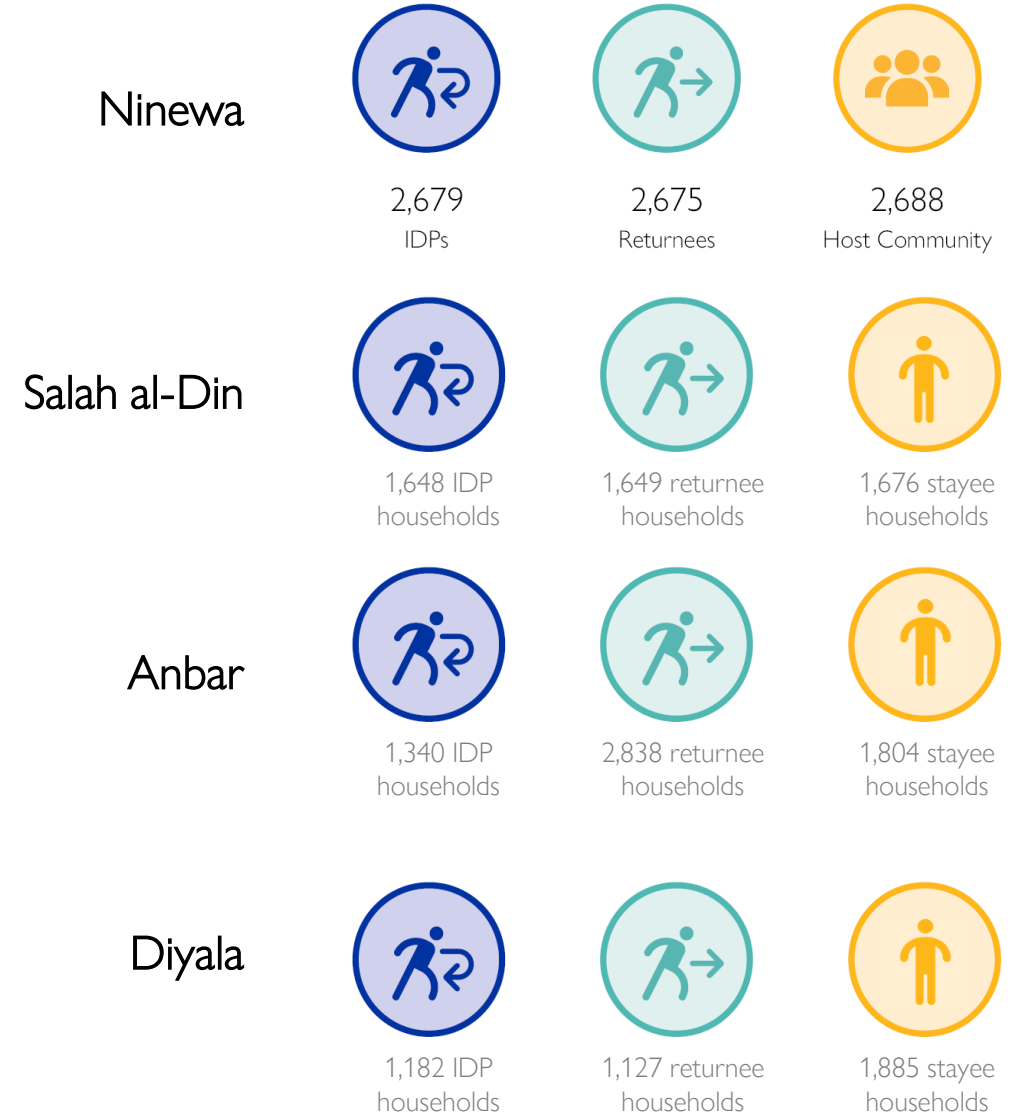 Ninewa
2,679
IDPs
2,675
Returnees
2,688
Host Community
Salah al-Din
1,648 IDP
households
1,649 returnee
households
1,676 stayee
households
Anbar
1,340 IDP
households
2,838 returnee
households
1,804 stayee
households
Diyala
1,182 IDP
households
1,127 returnee
households
1,885 stayee
households